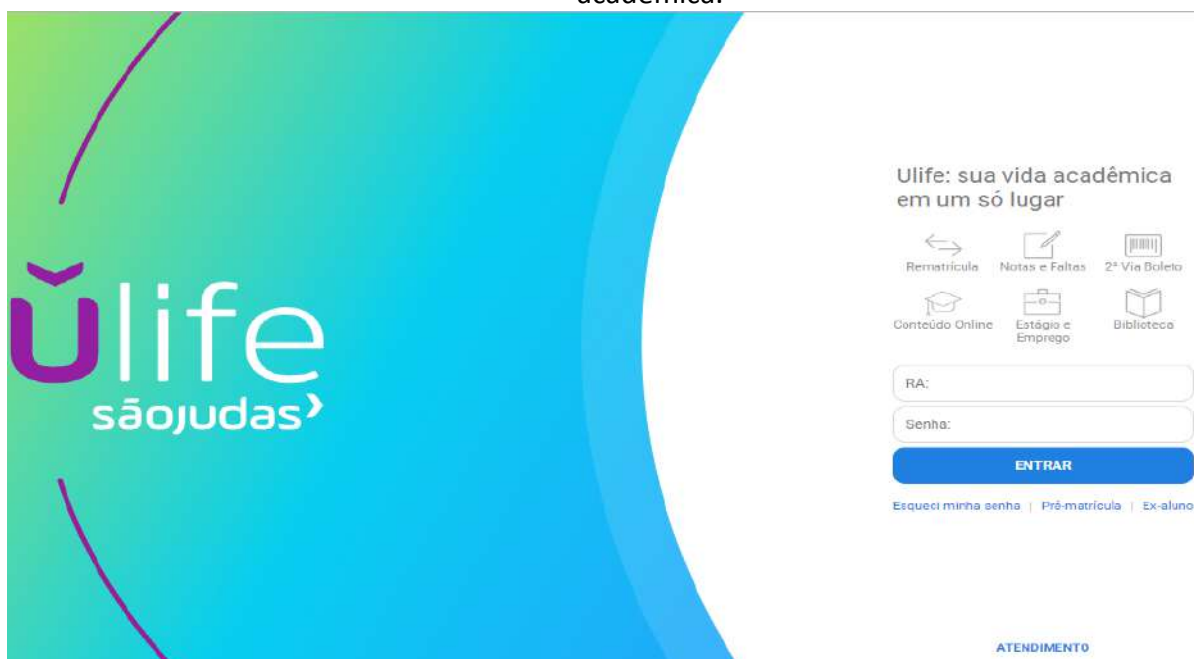 acadêmica.
Ulife
sãojudas
Ulife: sua vida acadêmica
em um só lugar
Rematrícula Notas e Faltas 2ª Via Boleto
Conteúdo Online Estágio e Emprego Biblioteca
RA:
Senha:
ENTRAR
Esqueci minha senha | Pré-matrícula | Ex-aluno
ATENDIMENTO